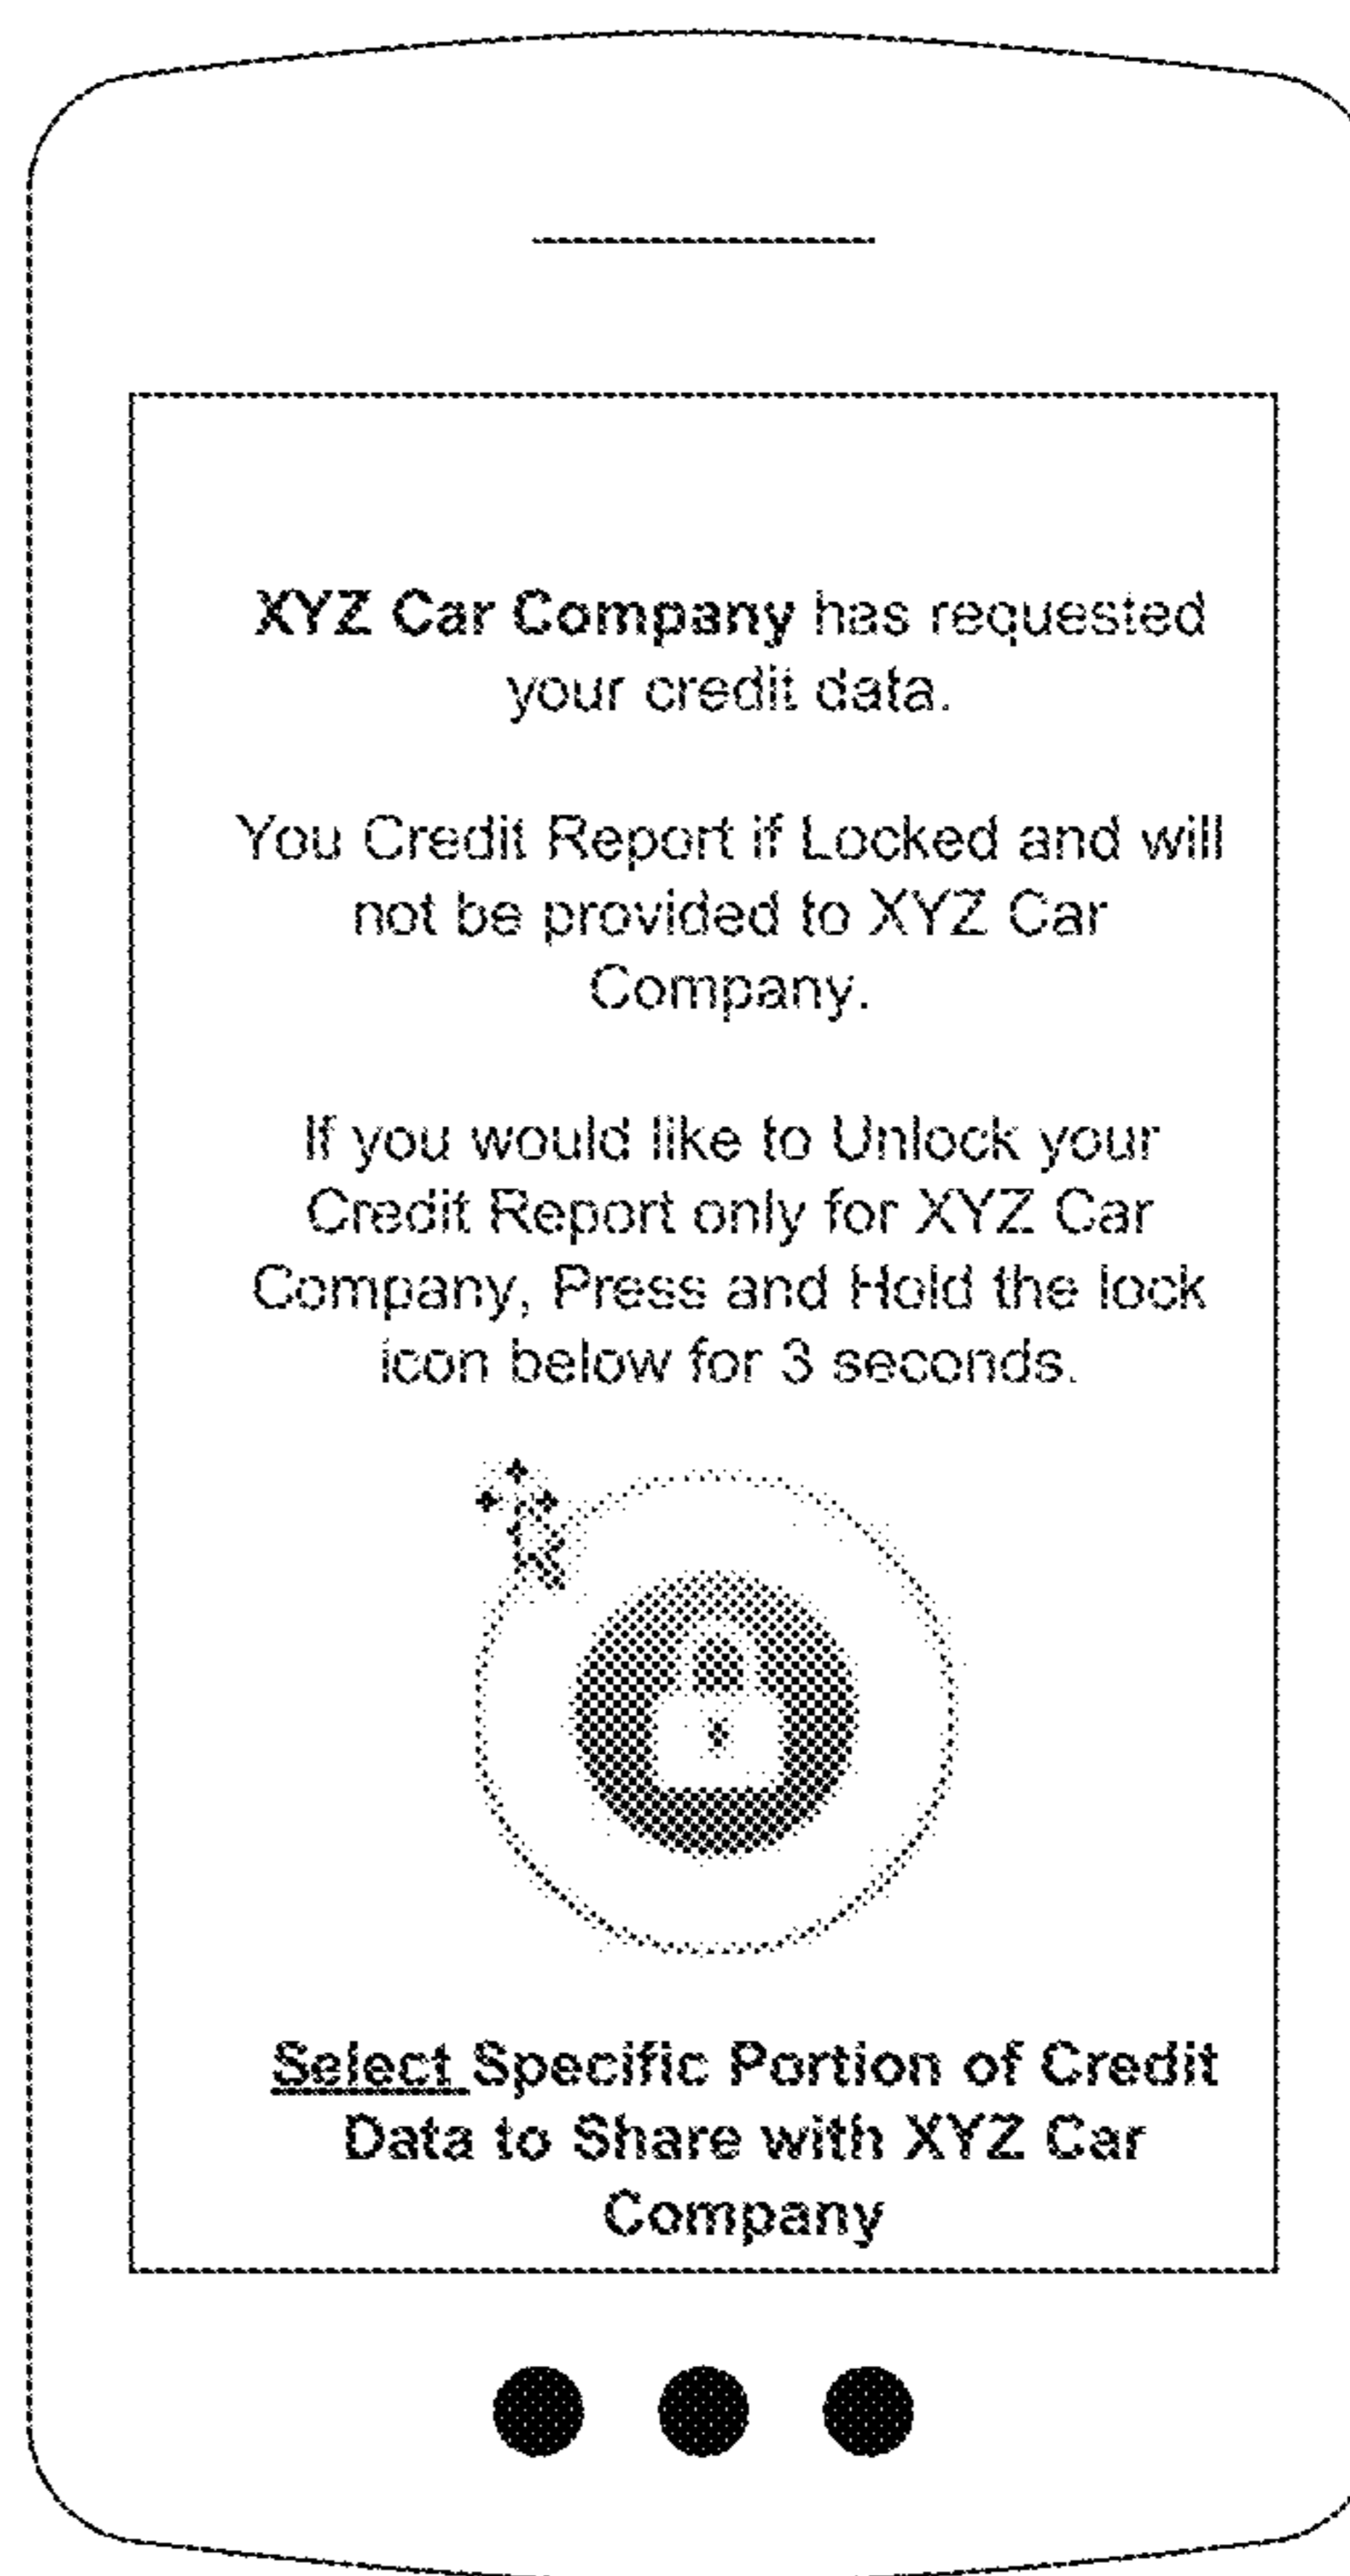 XYZ Car Company has requested
your credit data.
You Credit Report if Locked and will
not be provided to XYZ Car
Company.
If you would like to Unlock your
Credit Report only for XYZ Car
Company, Press and Hold the lock
icon below for 3 seconds.
Select Specific Portion of Credit
Data to Share with XYZ Car
Company